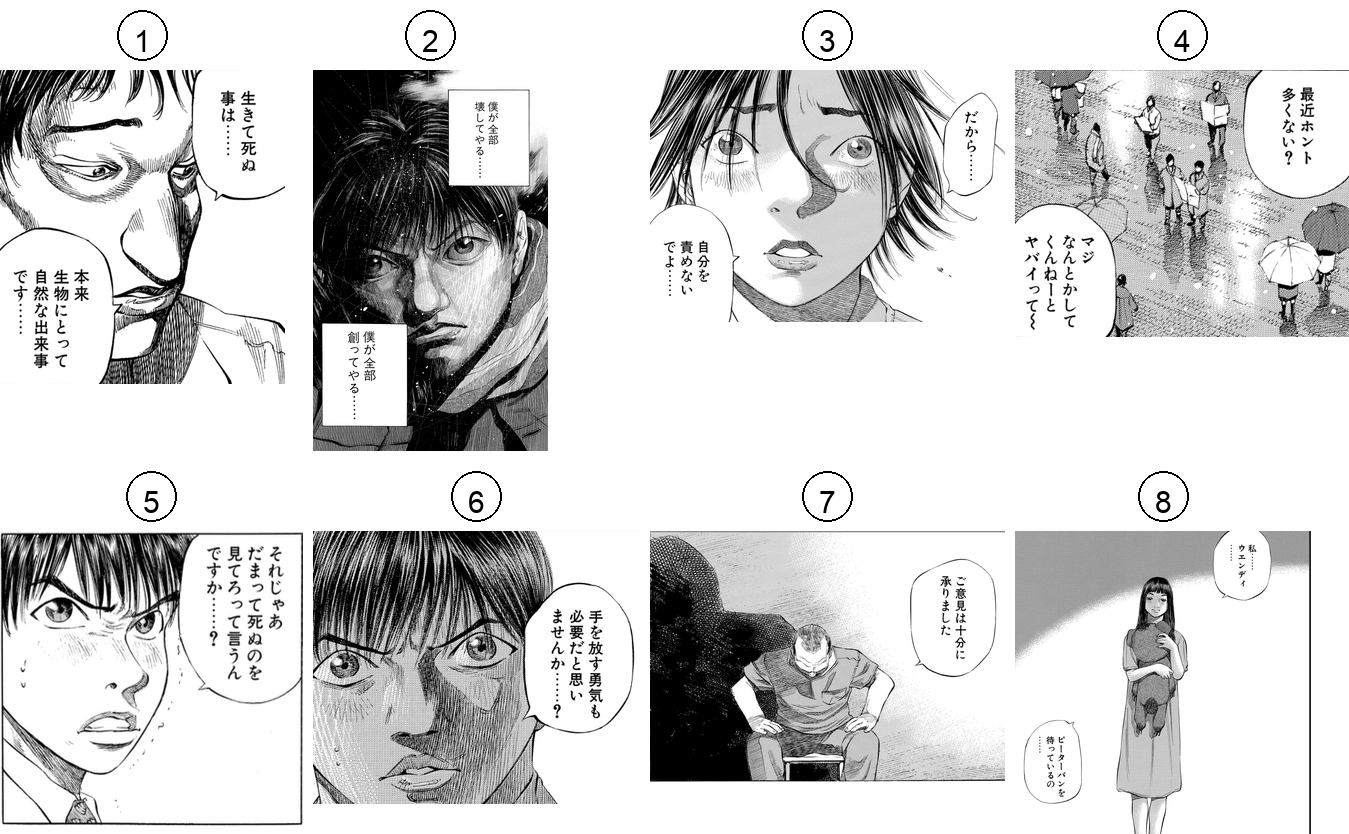 1
生きて死ぬ
事は……
本来
生物にとって
自然な出来事
です……
2
僕が全部
壊してやる……
僕が全部
創ってやる……
3
だから……
自分を
責めない
でよ……
4
最近ホント
多くない？
マジ
なんとかして
くんねーと
ヤバイって〜
5
それじゃあ
だまって死ぬのを
見てろって言うん
ですか……？
6
手を放す勇気も
必要だと思い
ませんか……？
7
ご意見は十分に
承りました
8
私……
ウエンディ
……
ピーターパンを
待っているの
……